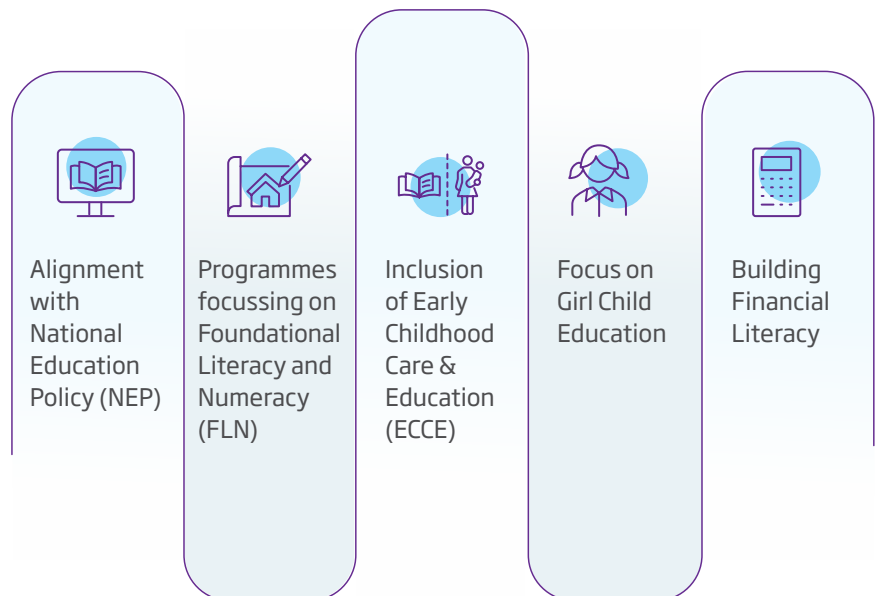 Alignment
with
National
Education
Policy (NEP)
Programmes
focussing on
Foundational
Literacy and
Numeracy
(FLN)
Inclusion
of Early
Childhood
Care &
Education
(ECCE)
Focus on
Girl Child
Education
Building
Financial
Literacy